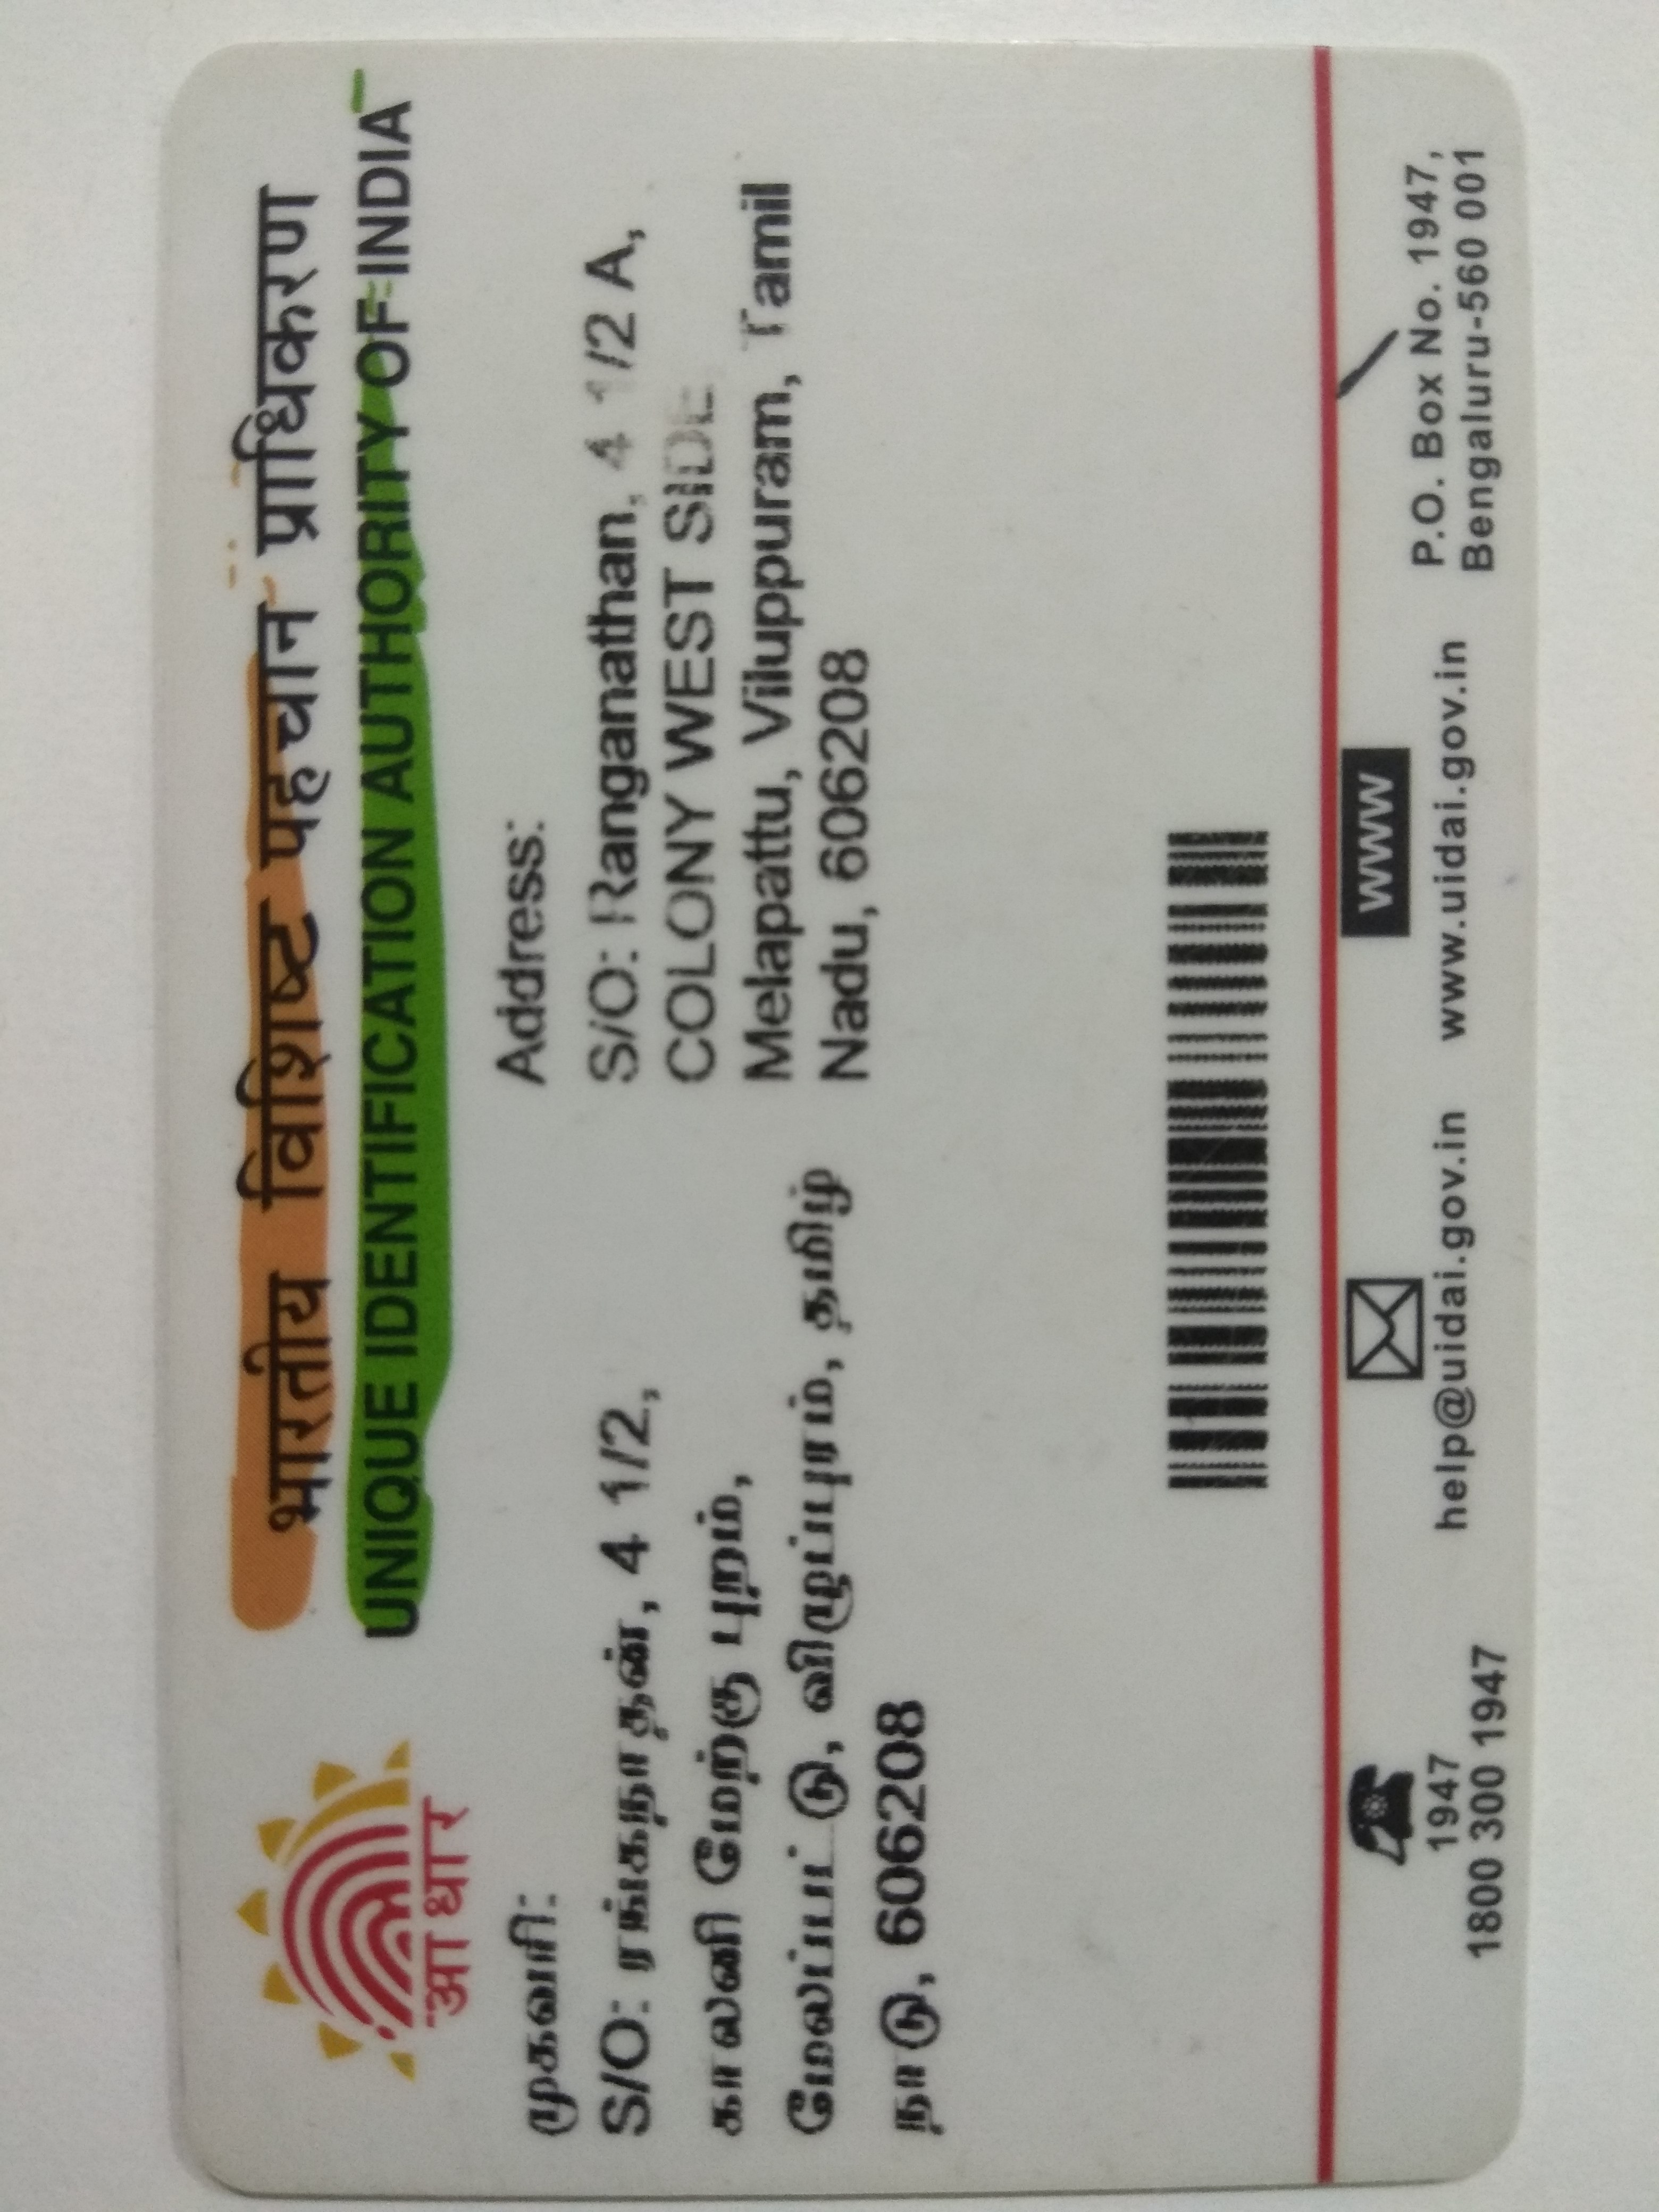 भारतीय विशिष्ट पहचान प्राधिकरण
UNIQUE IDENTIFICATION AUTHORITY OF INDIA
आधार
முகவரி:
S/O: ரங்கநாதன், 4 1/2,
காலனி மேற்கு புறம்,
மேலப்பட்டு, விழுப்புரம், தமிழ்
நாடு, 606208
Address:
S/O: Ranganathan, 4 1/2 A,
COLONY WEST SIDE
Melapattu, Viluppuram, Tamil
Nadu, 606208
1947
1800 300 1947
help@uidai.gov.in
WWW
www.uidai.gov.in
P.O. Box No. 1947,
Bengaluru-560 001